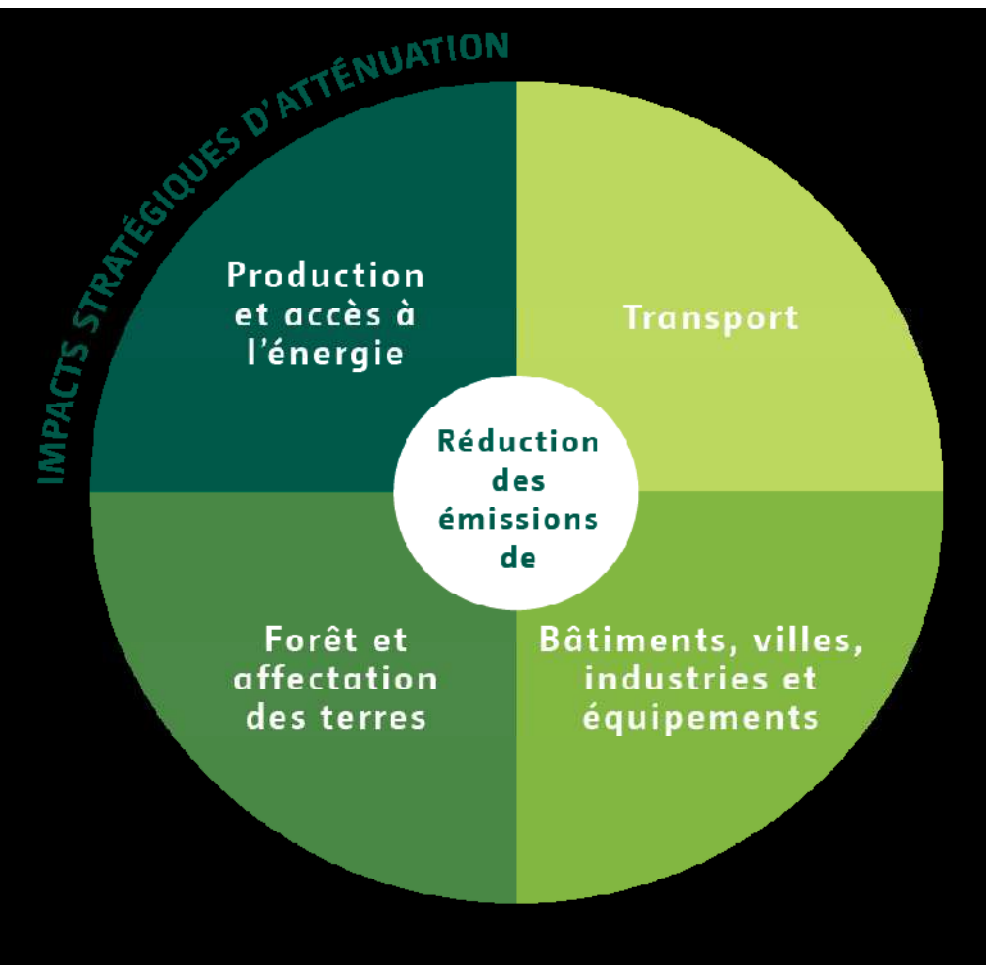 IMPACTS STRATÉGIQUES D'ATTÉNUATION
Production
et accès à
l'énergie
Transport
Réduction
des
émissions
de
Forêt et
affectation
des terres
Bâtiments, villes,
industries et
équipements